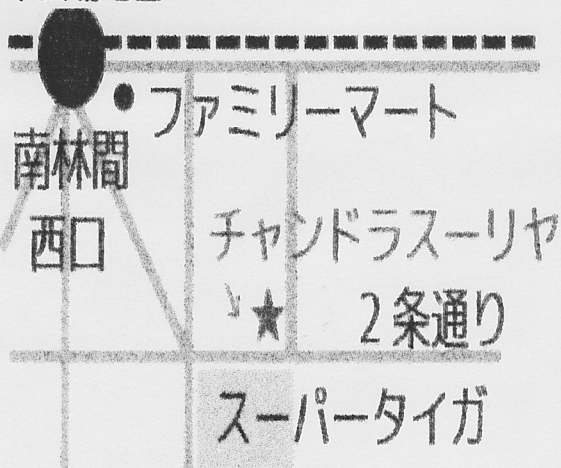 ファミリーマート
南林間
西口
チャンドラスーリヤ
2条通り
スーパータイガ